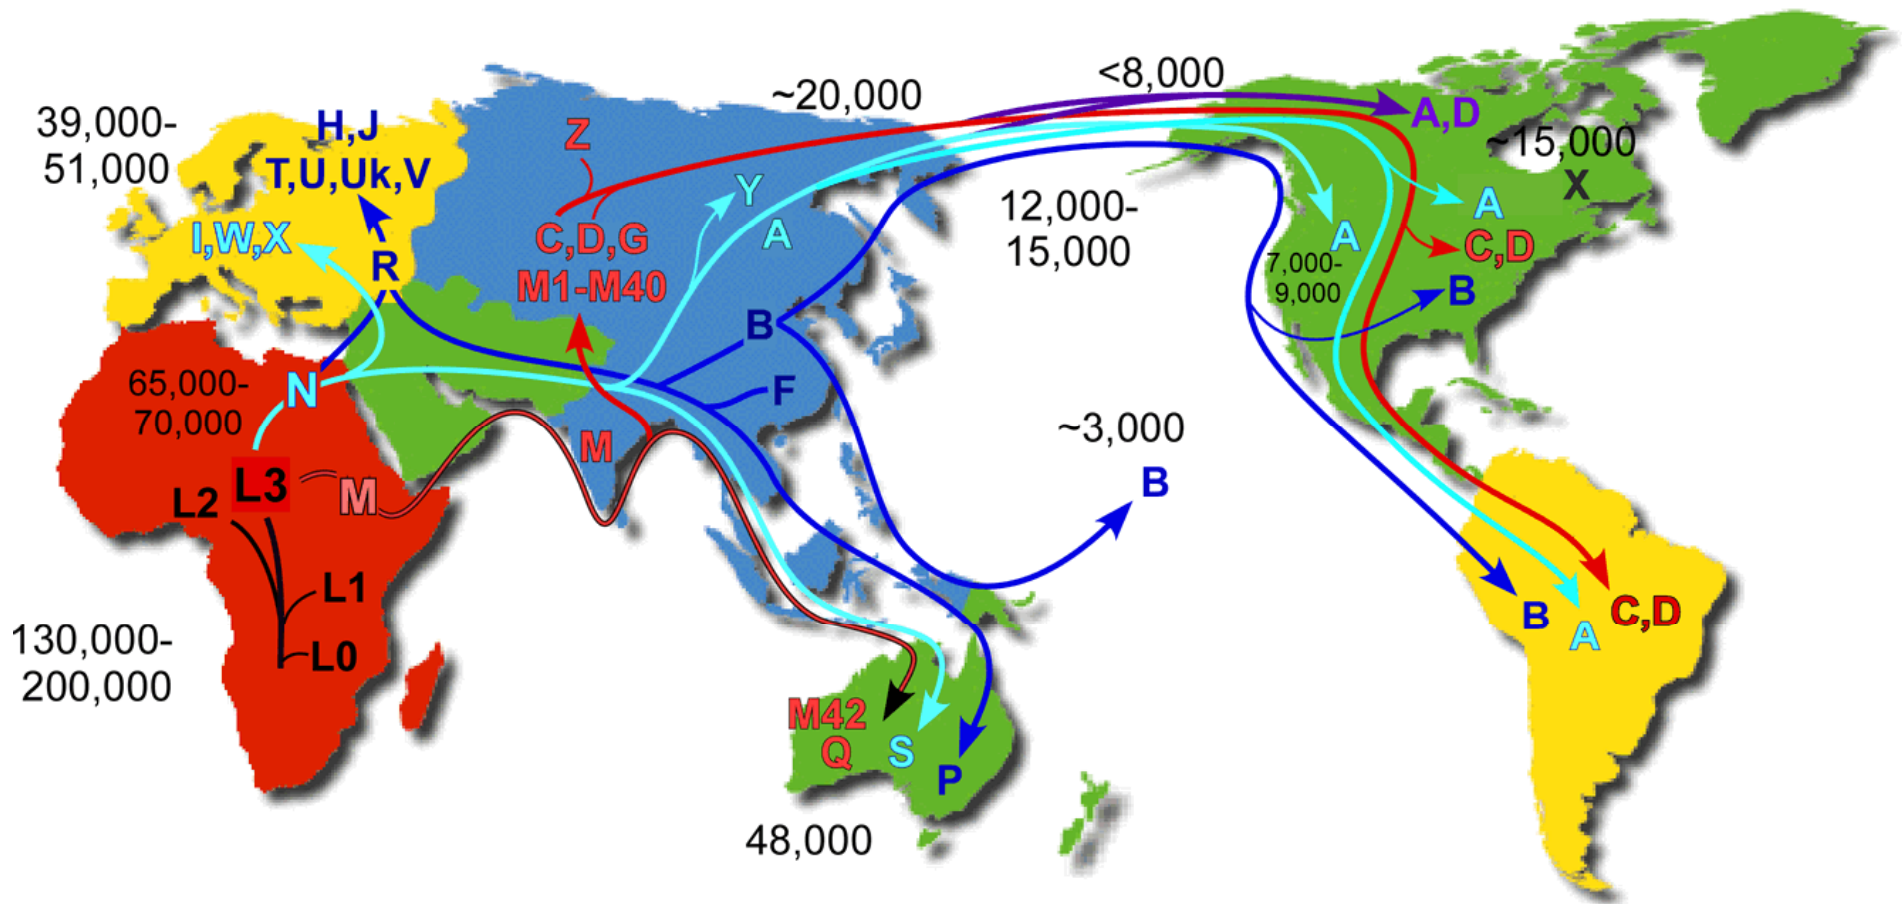 39,000-
51,000
H,J
T,U,Uk,V
I,W,X
R
~20,000
<8,000
Z
Y
A
C,D,G
M1-M40
A,D
~15,000
X
12,000-
15,000
A
A
C,D
7,000-
9,000
B
B
F
65,000-
70,000
N
M
L3
L2
M
~3,000
B
L1
L0
130,000-
200,000
B
A
C,D
M42
Q
S
P
48,000